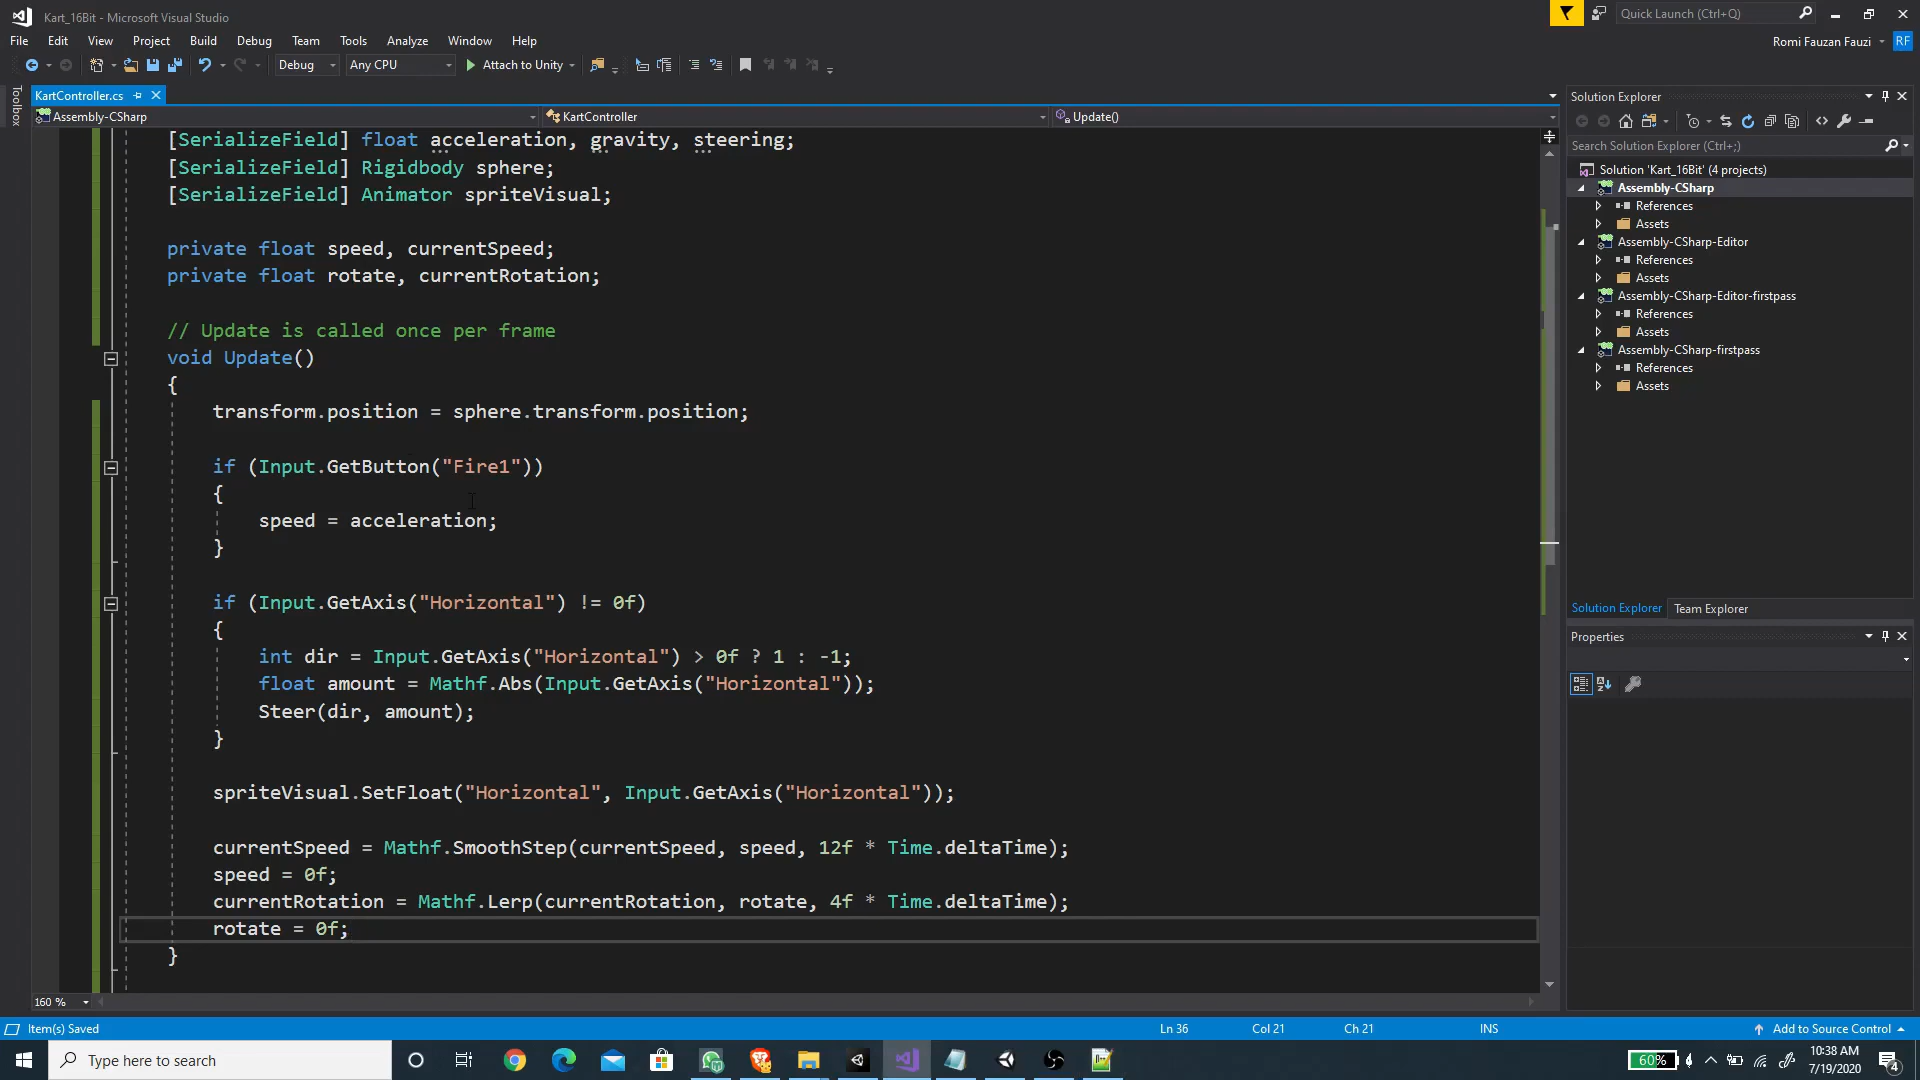 Kart_16Bit - Microsoft Visual Studio
Quick Launch (Ctrl+Q)
File Edit View Project Build Debug Team Tools Analyze Window Help
Romi Fauzan Fauzi RF
Debug Any CPU Attach to Unity
Toolbox
KartController.cs
Assembly-CSharp KartController Update()
[SerializeField] float acceleration, gravity, steering;
[SerializeField] Rigidbody sphere;
[SerializeField] Animator spriteVisual;
private float speed, currentSpeed;
private float rotate, currentRotation;
// Update is called once per frame
void Update()
{
transform.position = sphere.transform.position;
if (Input.GetButton("Fire1"))
{
speed = acceleration;
}
if (Input.GetAxis("Horizontal") != 0f)
{
int dir = Input.GetAxis("Horizontal") > 0f ? 1 : -1;
float amount = Mathf.Abs(Input.GetAxis("Horizontal"));
Steer(dir, amount);
}
spriteVisual.SetFloat("Horizontal", Input.GetAxis("Horizontal"));
currentSpeed = Mathf.SmoothStep(currentSpeed, speed, 12f * Time.deltaTime);
speed = 0f;
currentRotation = Mathf.Lerp(currentRotation, rotate, 4f * Time.deltaTime);
rotate = 0f;
}
160 %
Solution Explorer
Search Solution Explorer (Ctrl+;)
Solution 'Kart_16Bit' (4 projects)
Assembly-CSharp
References
Assets
Assembly-CSharp-Editor
References
Assets
Assembly-CSharp-Editor-firstpass
References
Assets
Assembly-CSharp-firstpass
References
Assets
Solution Explorer Team Explorer
Properties
Item(s) Saved Ln 36 Col 21 Ch 21 INS Add to Source Control
Type here to search
60%
10:38 AM
7/19/2020
4